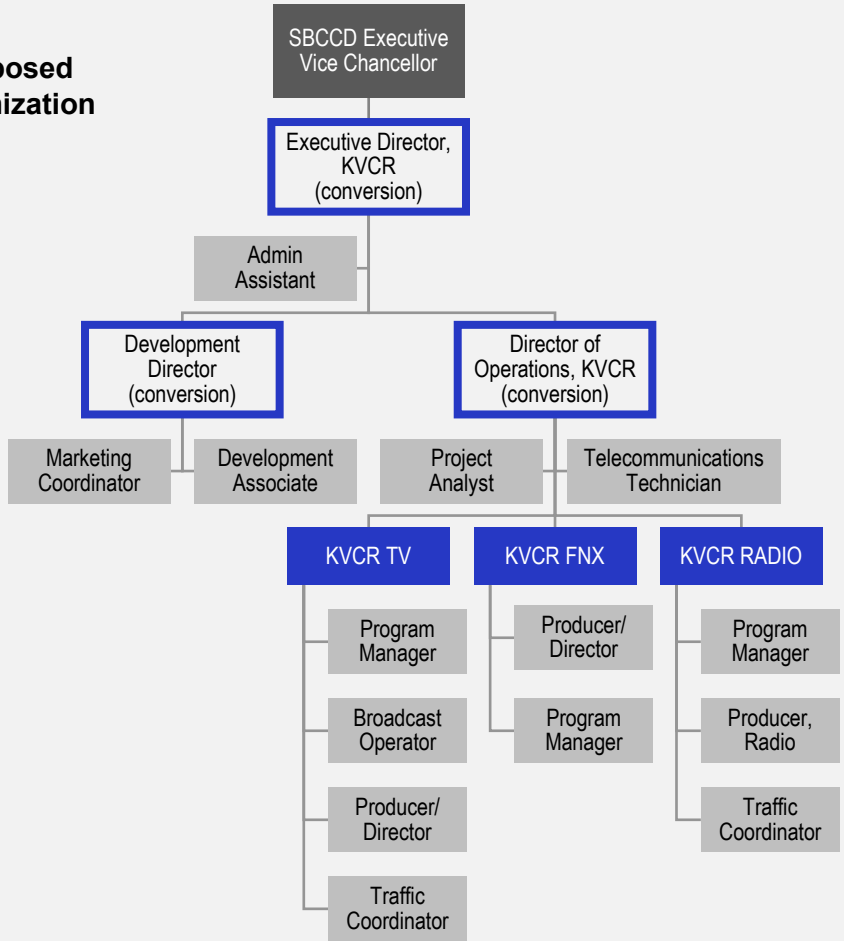 posed
nization
SBCCD Executive
Vice Chancellor
Executive Director,
KVCR
(conversion)
Admin
Assistant
Development
Director
(conversion)
Director of
Operations, KVCR
(conversion)
Marketing
Coordinator
Development
Associate
Project
Analyst
Telecommunications
Technician
KVCR TV
KVCR FNX
KVCR RADIO
Program
Manager
Broadcast
Operator
Producer/
Director
Traffic
Coordinator
Producer/
Director
Program
Manager
Program
Manager
Producer,
Radio
Traffic
Coordinator